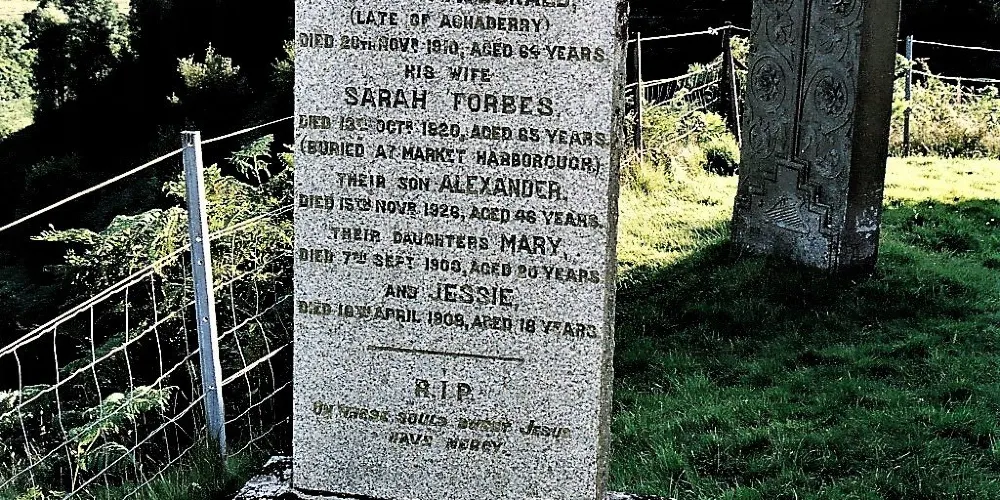 (LATE OF ACHADERRY)
DIED 20TH NOVR 1910, AGED 64 YEARS.
HIS WIFE
SARAH FORBES,
DIED 13TH OCTR 1920, AGED 65 YEARS.
(BURIED AT MARKET HARBOROUGH)
THEIR SON ALEXANDER,
DIED 15TH NOVR 1926, AGED 46 YEARS.
THEIR DAUGHTERS MARY,
DIED 7TH SEPT 1908, AGED 20 YEARS.
AND JESSIE,
DIED 18TH APRIL 1909, AGED 18 YEARS.
R.I.P.
ON THESE SOULS SWEET JESUS
HAVE MERCY.